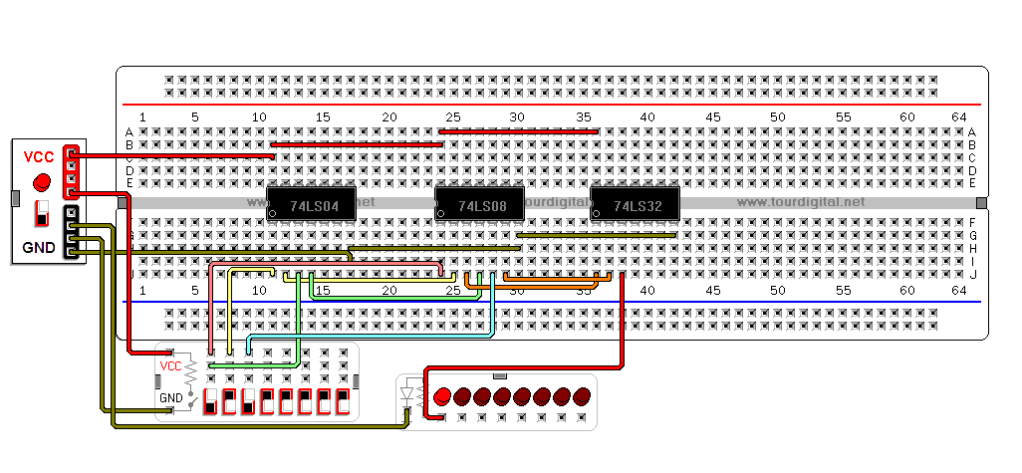 1 5 10 15 20 25 30 35 40 45 50 55 60 64
A A
B B
VCC
C C
D D
E E
74LS04 74LS08 74LS32
www.tourdigital.net
F F
G G
GND
H H
I I
J J
1 5 10 15 20 25 30 35 40 45 50 55 60 64
VCC
GND